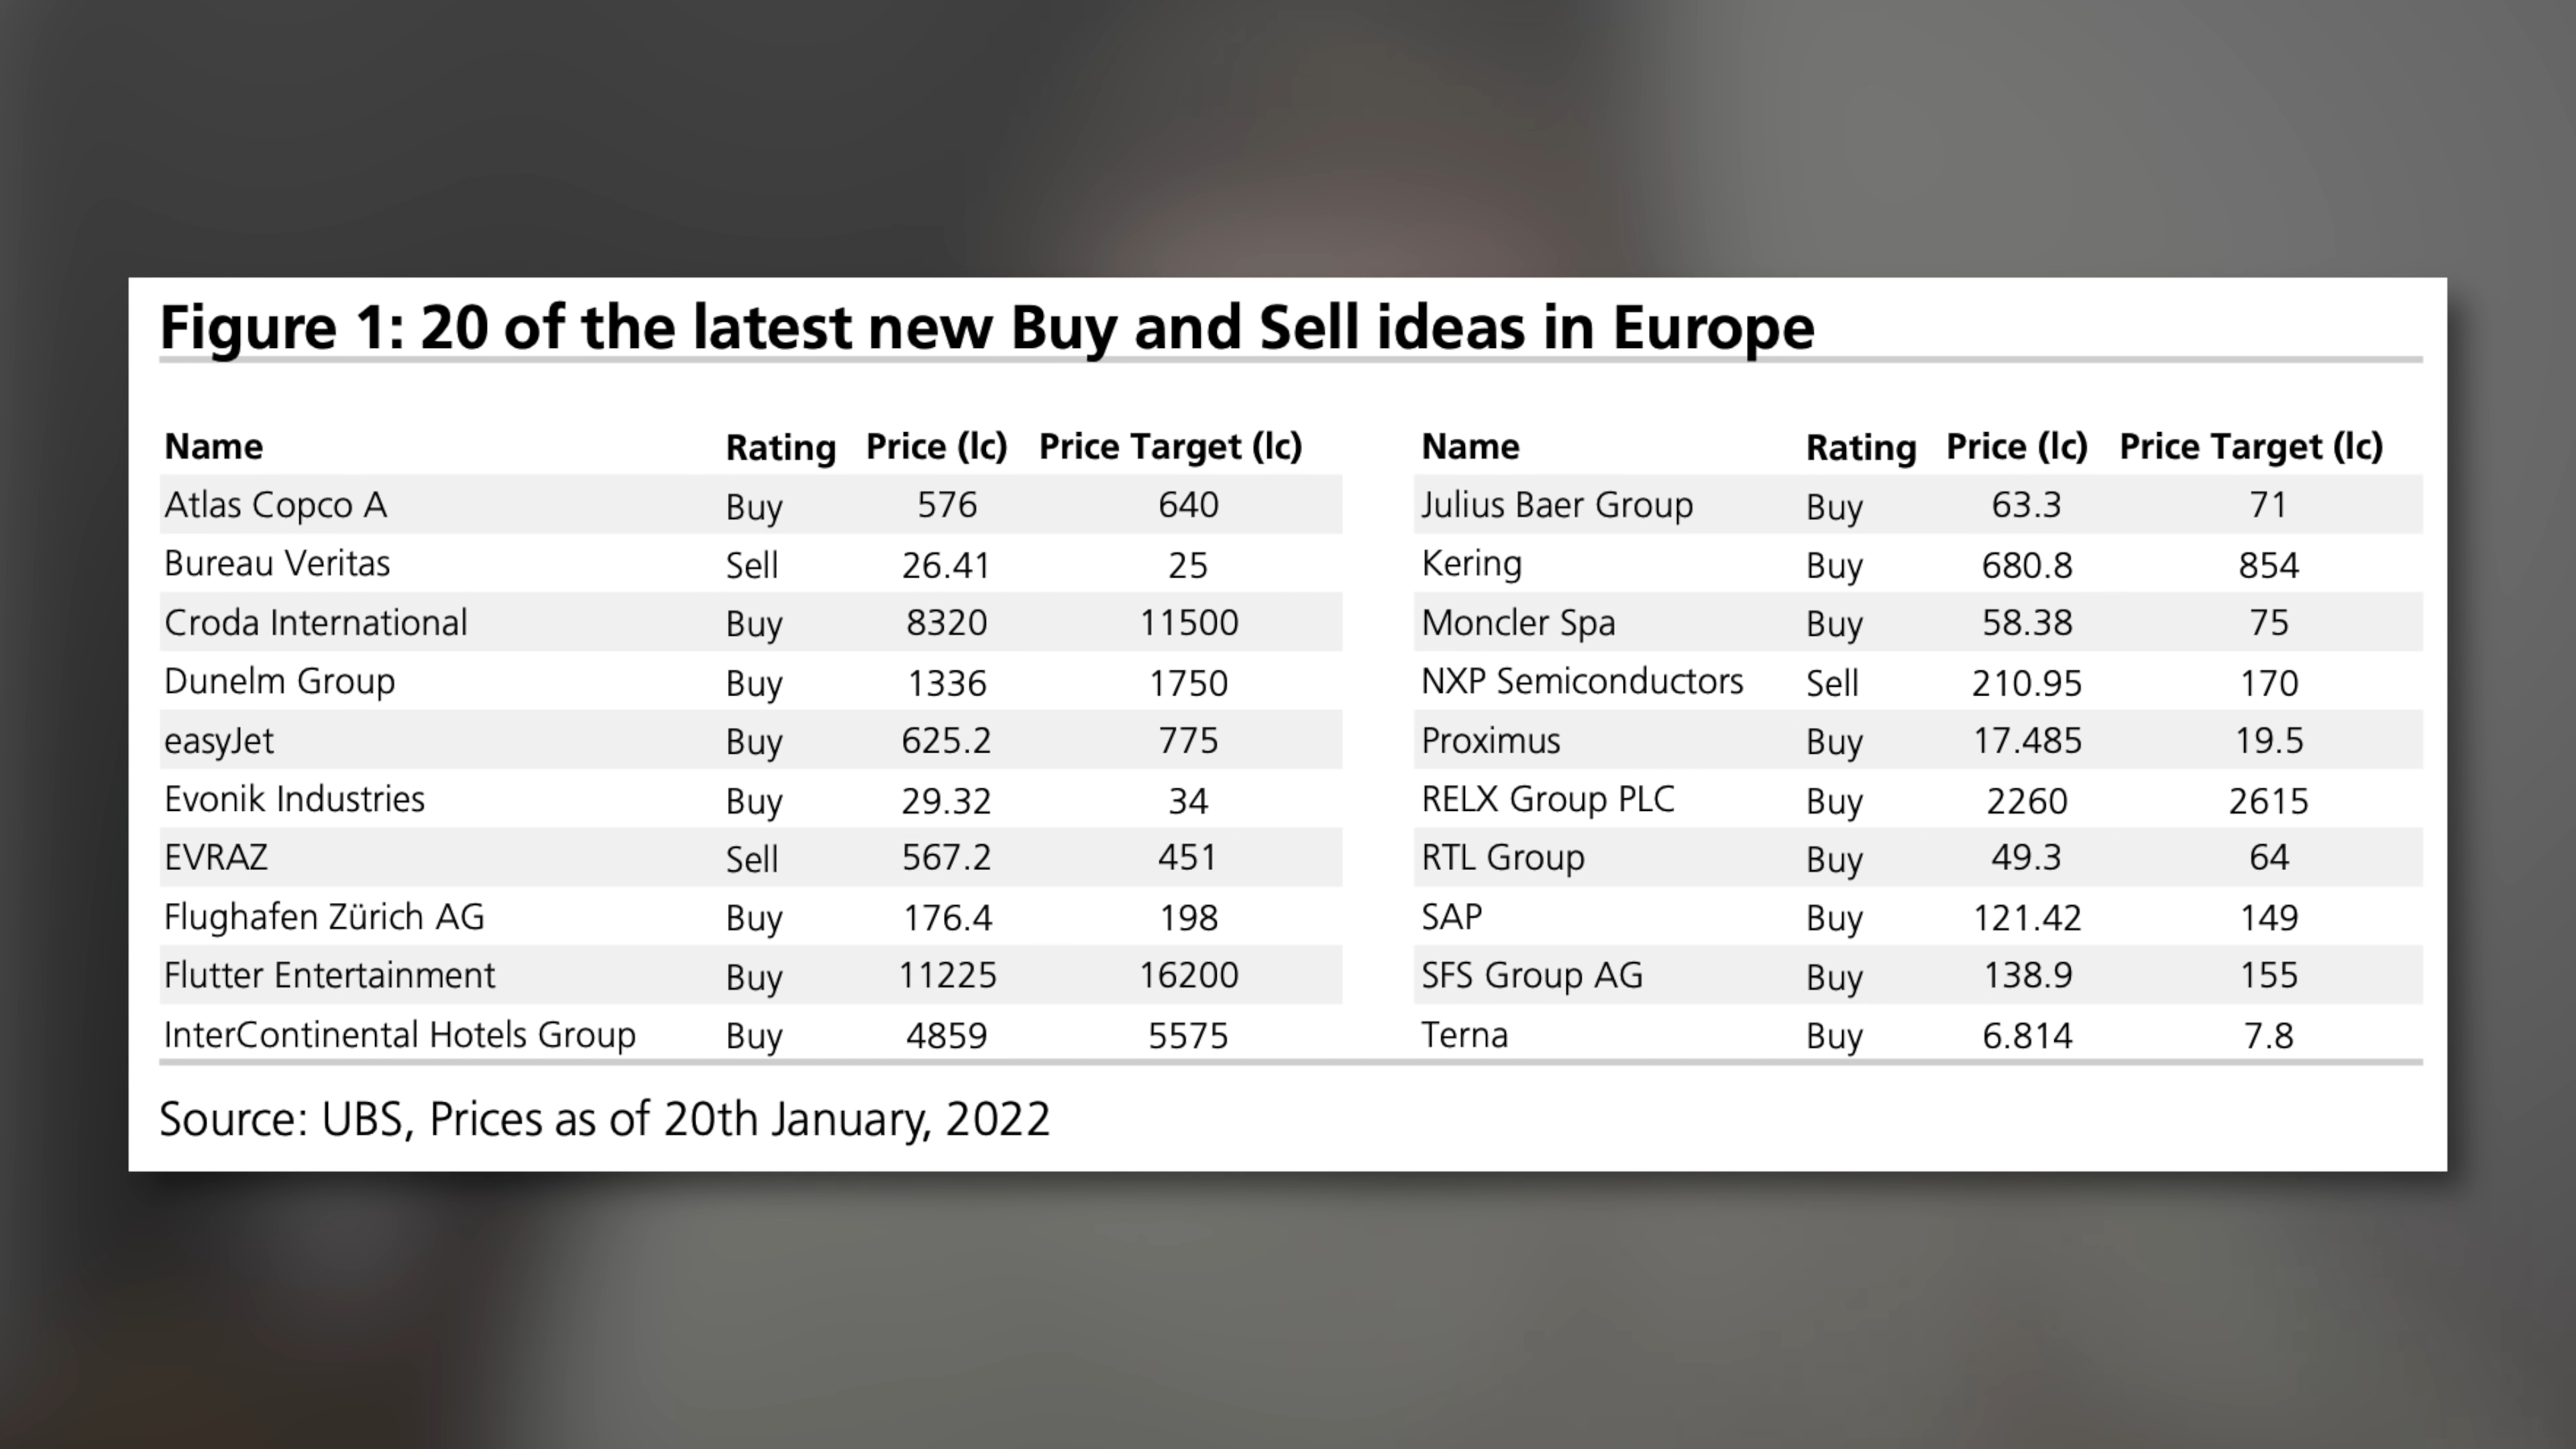 Figure 1: 20 of the latest new Buy and Sell ideas in Europe
Name Rating Price (lc) Price Target (lc) Name Rating Price (lc) Price Target (lc)
Atlas Copco A Buy 576 640 Julius Baer Group Buy 63.3 71
Bureau Veritas Sell 26.41 25 Kering Buy 680.8 854
Croda International Buy 8320 11500 Moncler Spa Buy 58.38 75
Dunelm Group Buy 1336 1750 NXP Semiconductors Sell 210.95 170
easyJet Buy 625.2 775 Proximus Buy 17.485 19.5
Evonik Industries Buy 29.32 34 RELX Group PLC Buy 2260 2615
EVRAZ Sell 567.2 451 RTL Group Buy 49.3 64
Flughafen Zürich AG Buy 176.4 198 SAP Buy 121.42 149
Flutter Entertainment Buy 11225 16200 SFS Group AG Buy 138.9 155
InterContinental Hotels Group Buy 4859 5575 Terna Buy 6.814 7.8
Source: UBS, Prices as of 20th January, 2022